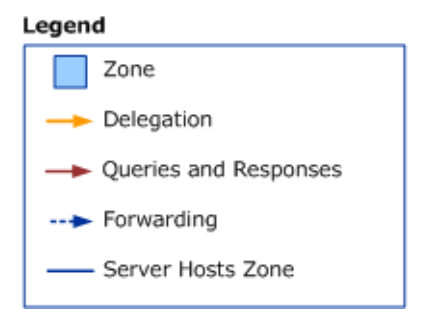 Legend
Zone
Delegation
Queries and Responses
Forwarding
Server Hosts Zone